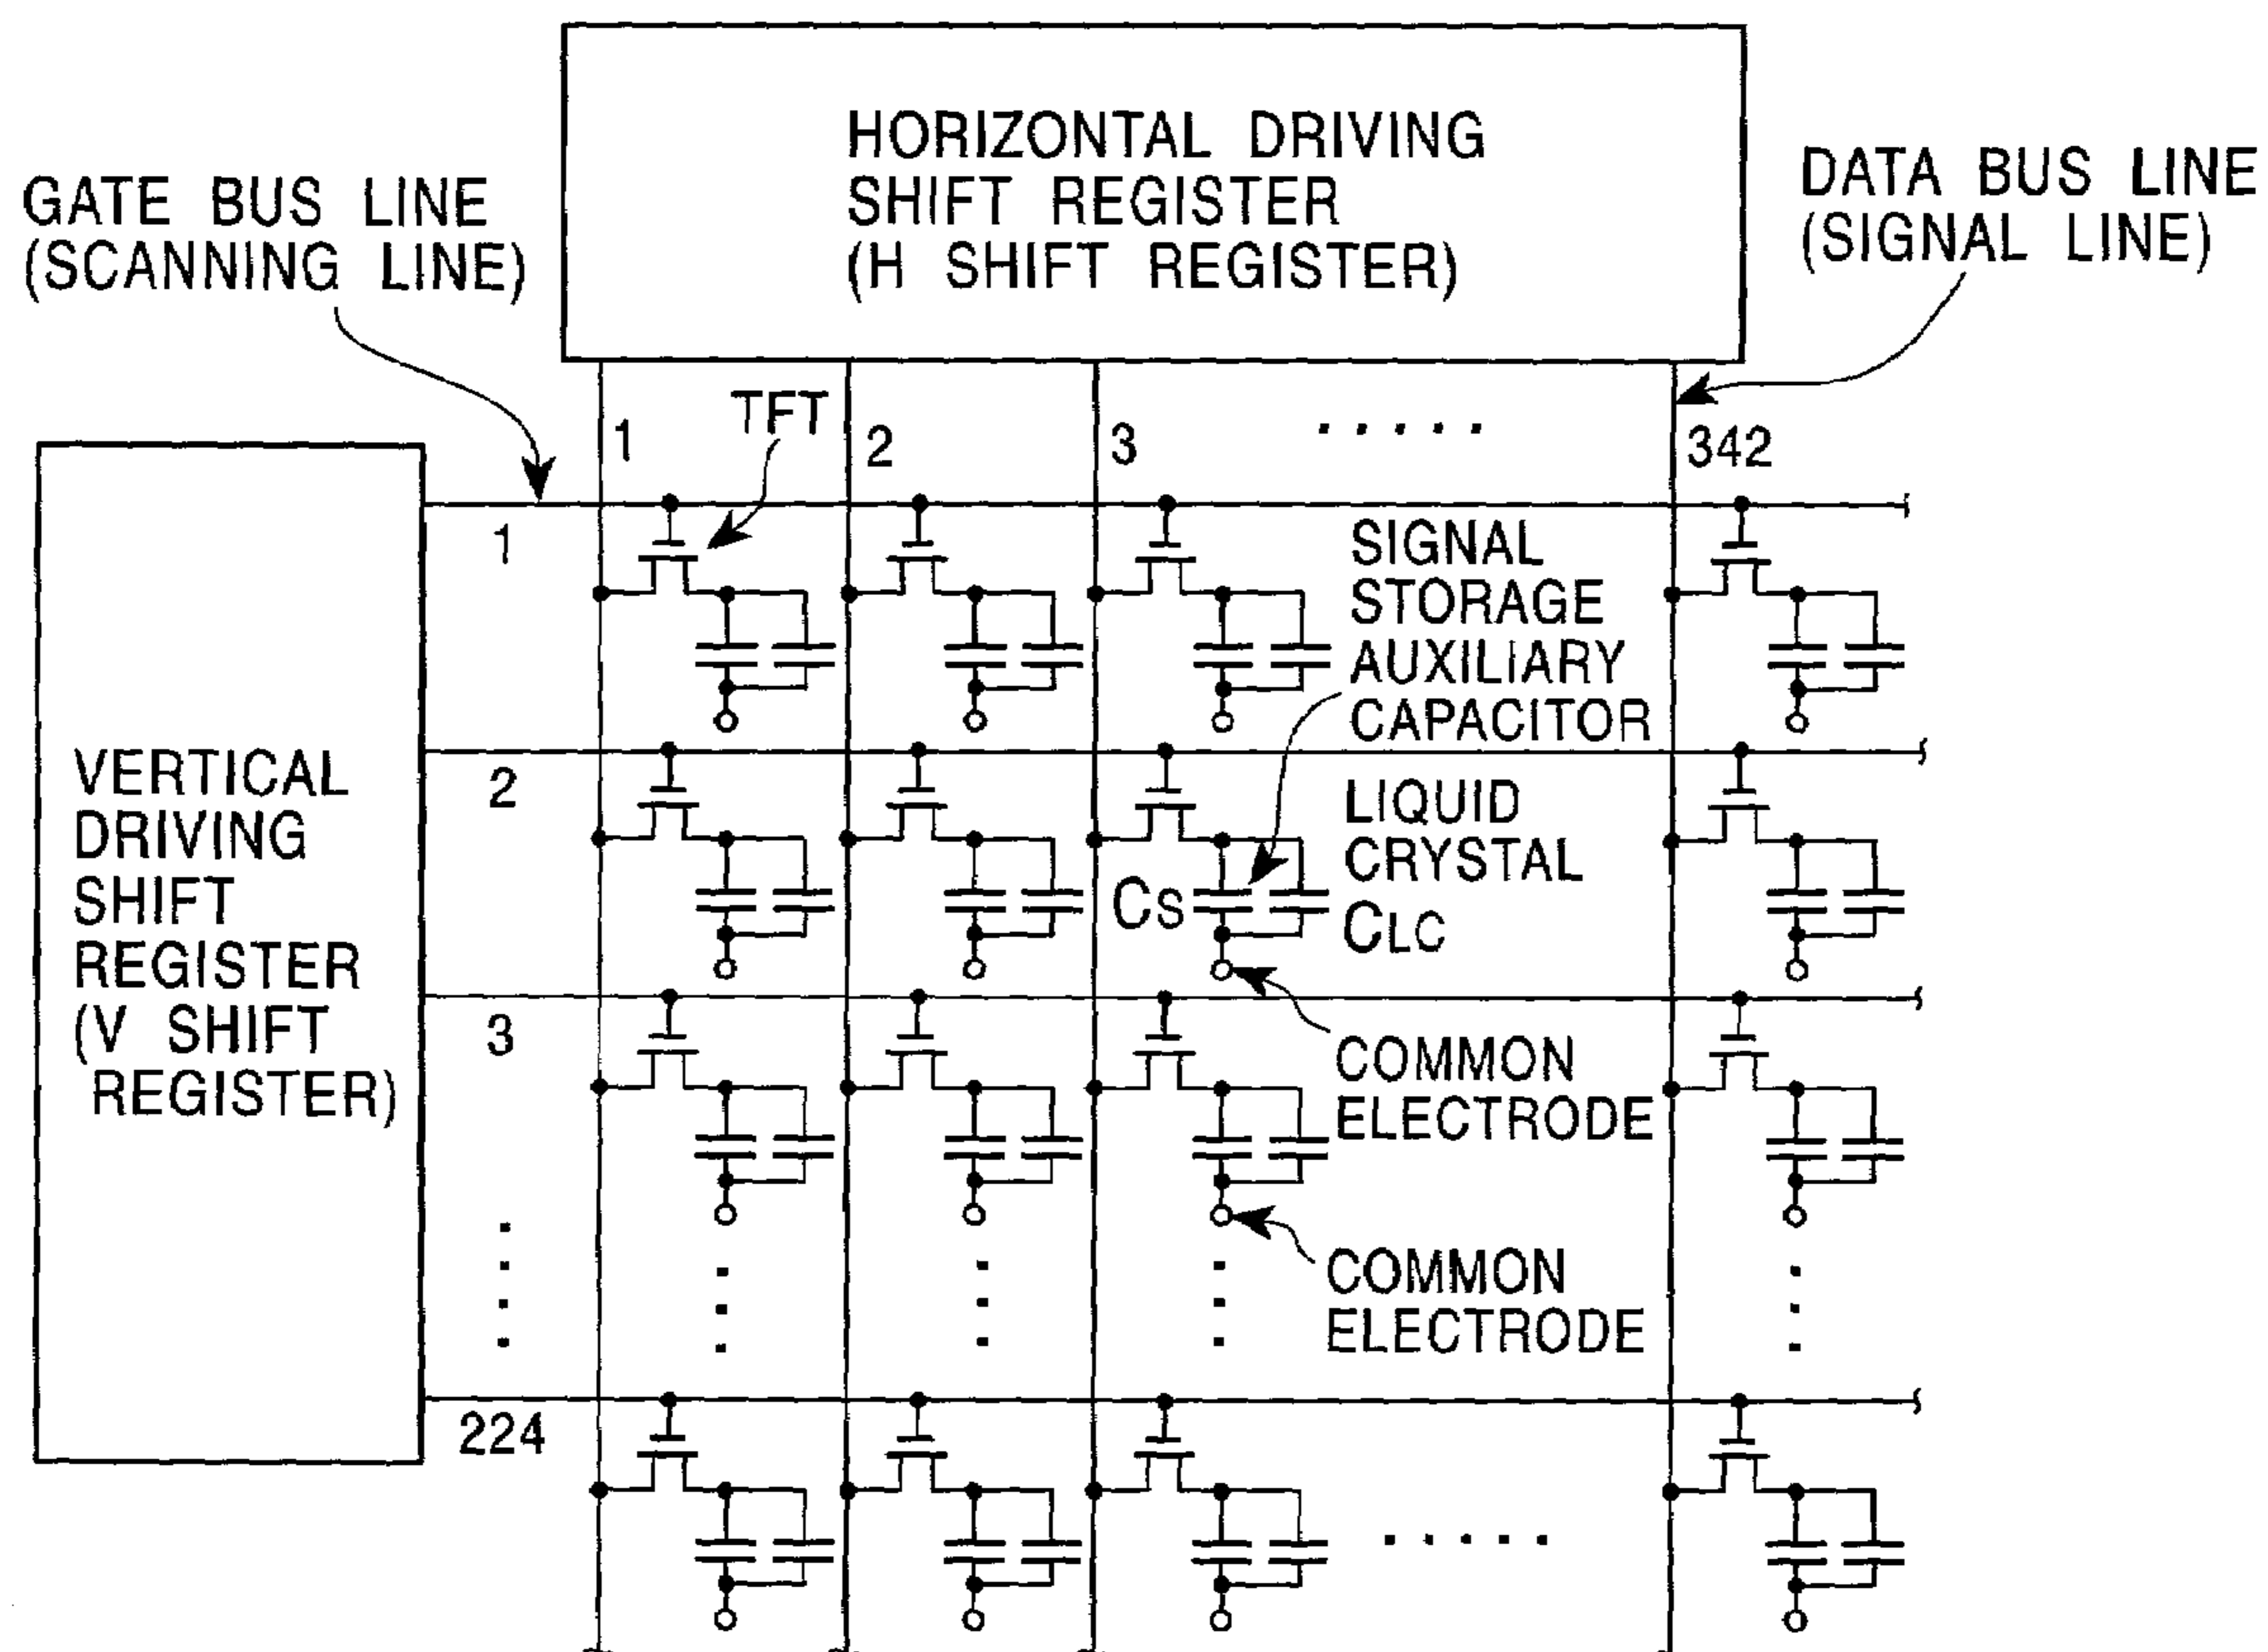 HORIZONTAL DRIVING
SHIFT REGISTER
(H SHIFT REGISTER)
GATE BUS LINE
(SCANNING LINE)
DATA BUS LINE
(SIGNAL LINE)
TFT
1
2
3
.....
342
VERTICAL
DRIVING
SHIFT
REGISTER
(V SHIFT
REGISTER)
1
SIGNAL
STORAGE
AUXILIARY
CAPACITOR
2
LIQUID
CRYSTAL
CS
CLC
3
COMMON
ELECTRODE
COMMON
ELECTRODE
224
.....